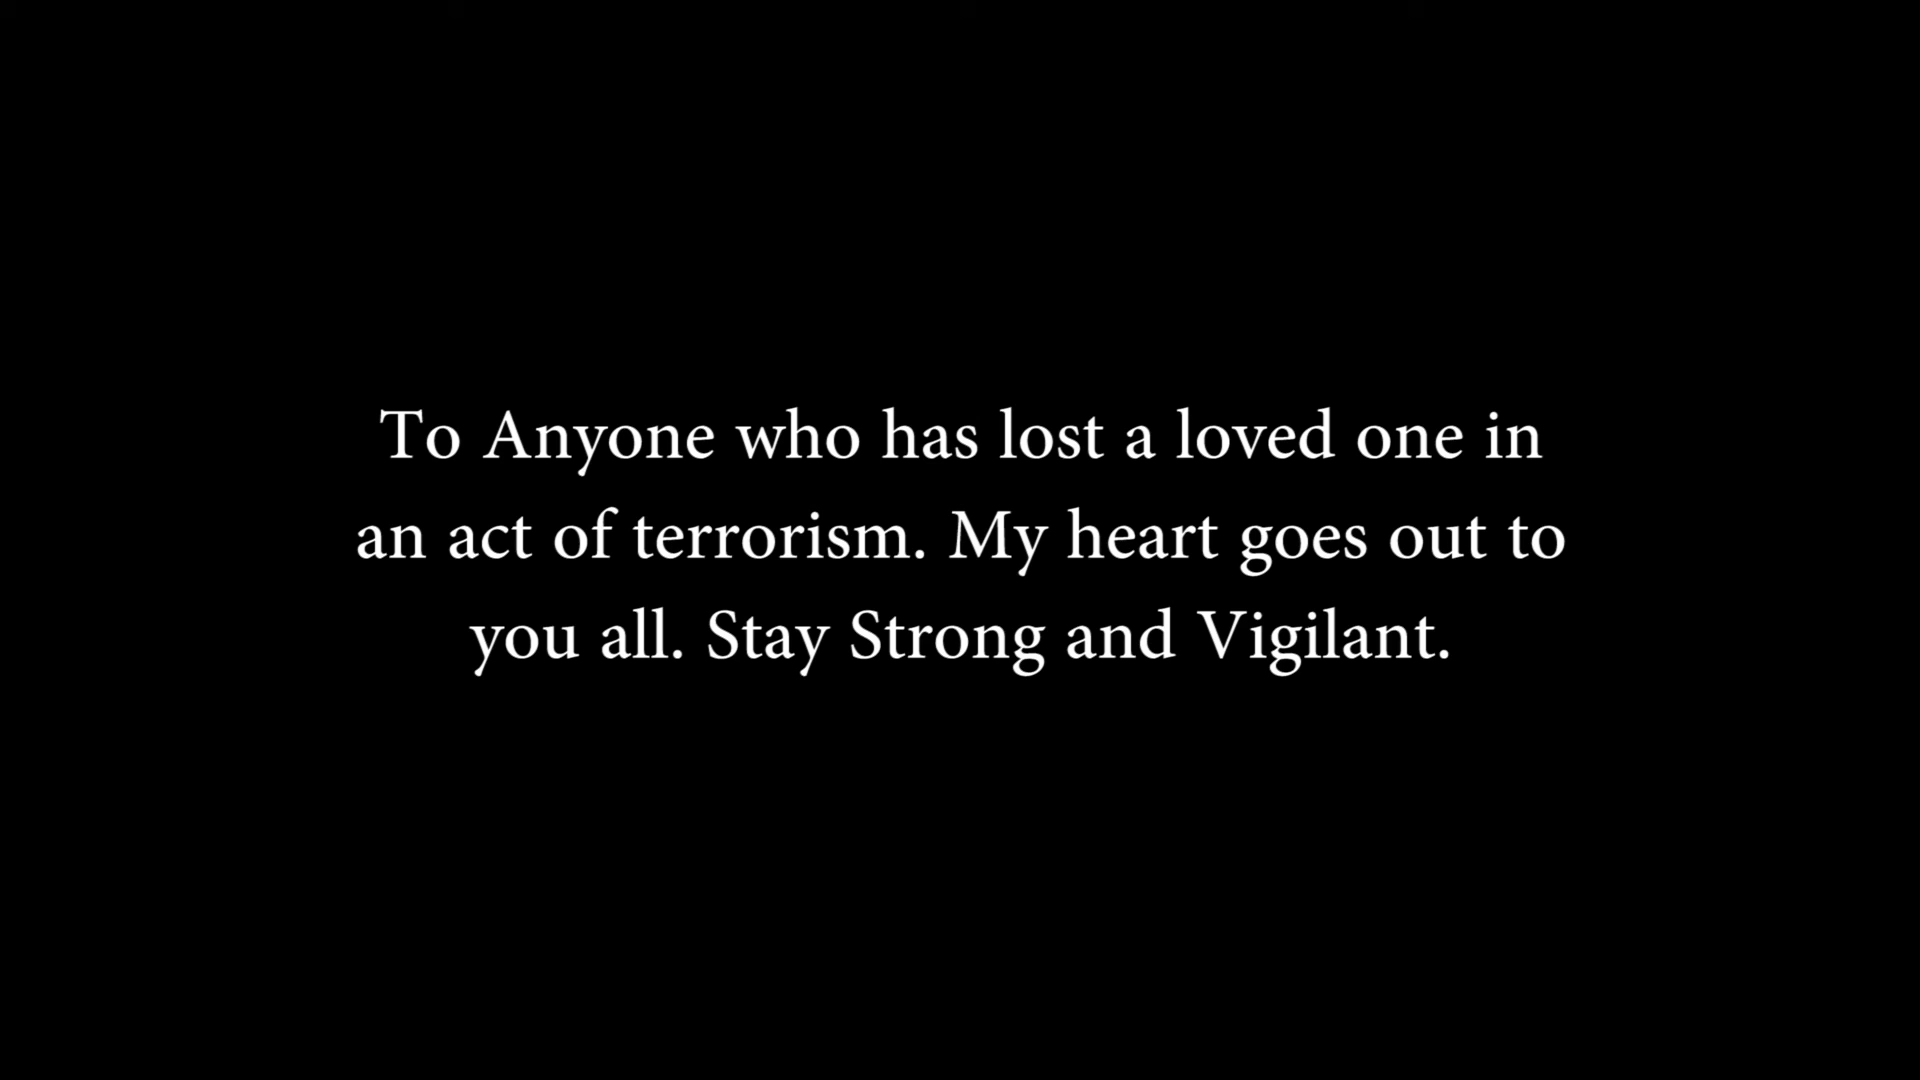 To Anyone who has lost a loved one in
an act of terrorism. My heart goes out to
you all. Stay Strong and Vigilant.